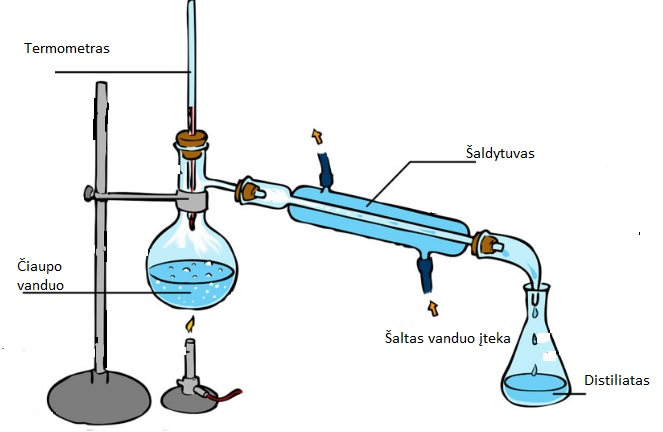 Termometras
Šaldytuvas
Čiaupo
vanduo
Šaltas vanduo įteka
Distiliatas